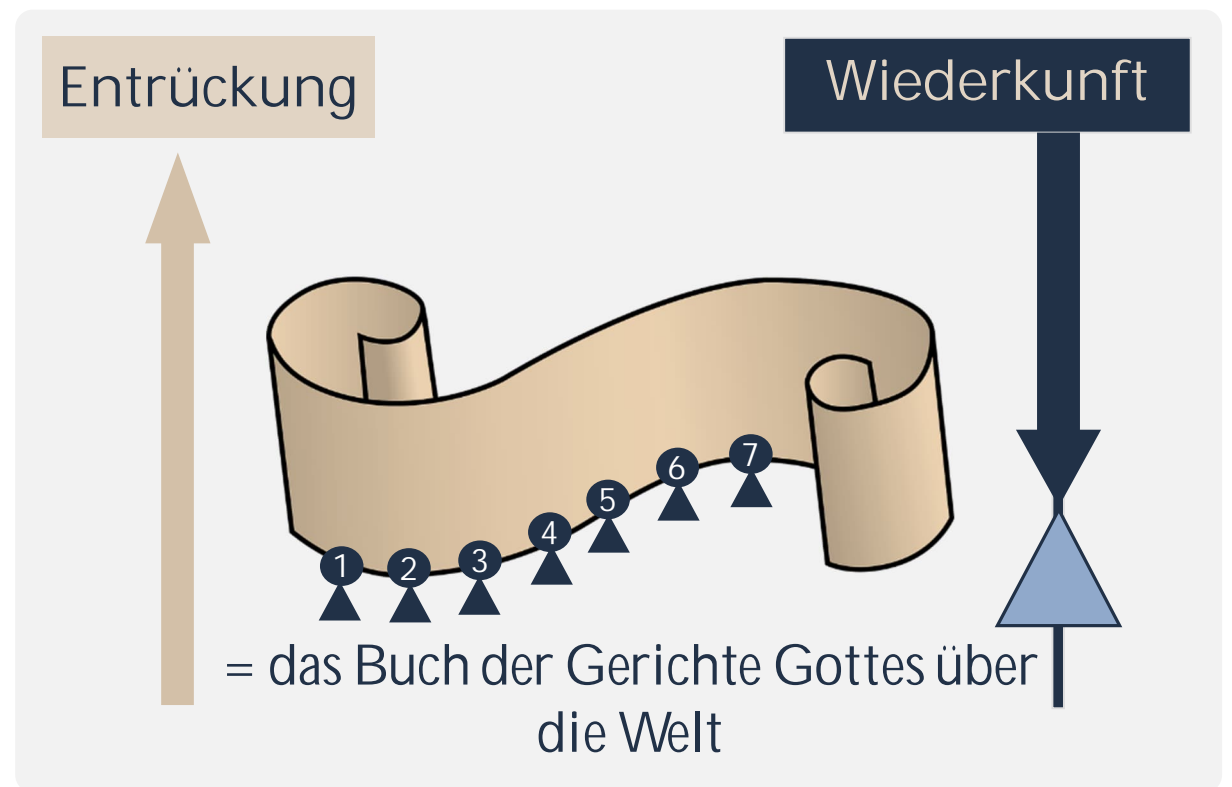 Entrückung
Wiederkunft
1
2
3
4
5
6
7
= das Buch der Gerichte Gottes über
die Welt